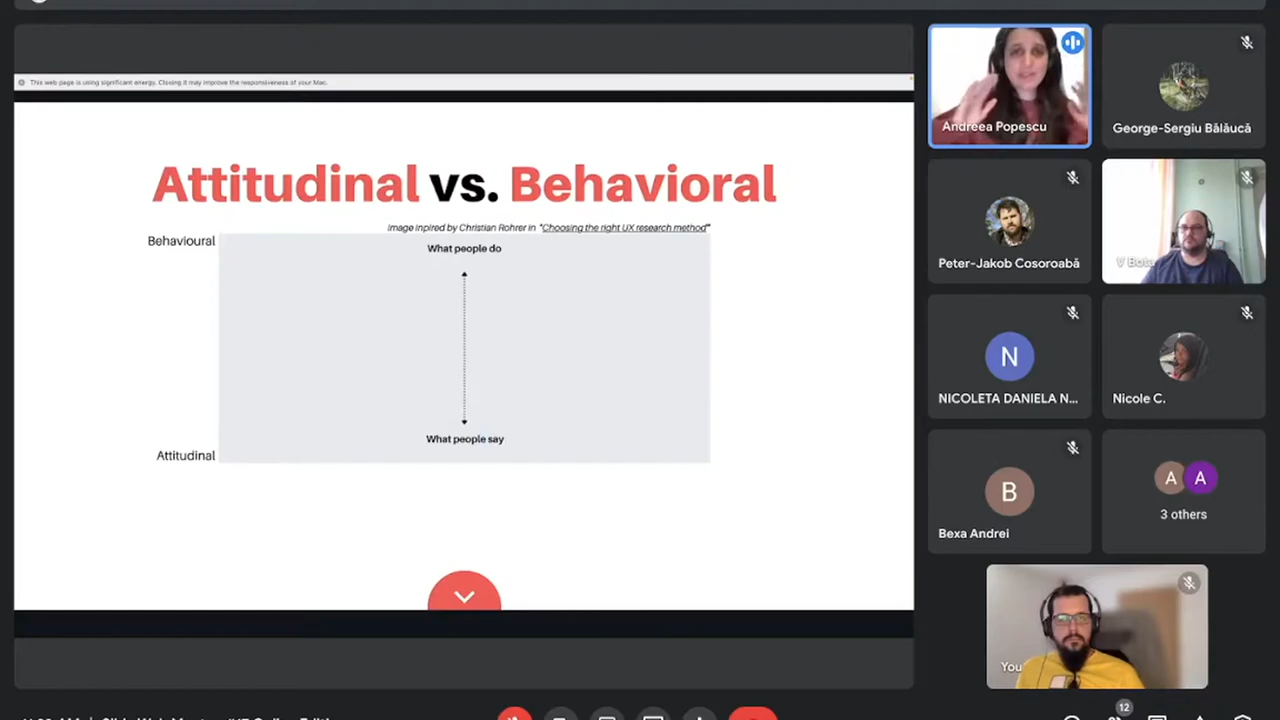 This web page is using significant energy. Closing it may improve the responsiveness of your Mac.
Attitudinal vs. Behavioral
Image inpired by Christian Rohrer in "Choosing the right UX research method"
Behavioural
What people do
What people say
Attitudinal
Andreea Popescu
George-Sergiu Bălăucă
Peter-Jakob Cosoroabă
V Bota
N
NICOLETA DANIELA N...
Nicole C.
B
Bexa Andrei
A
A
3 others
You
12